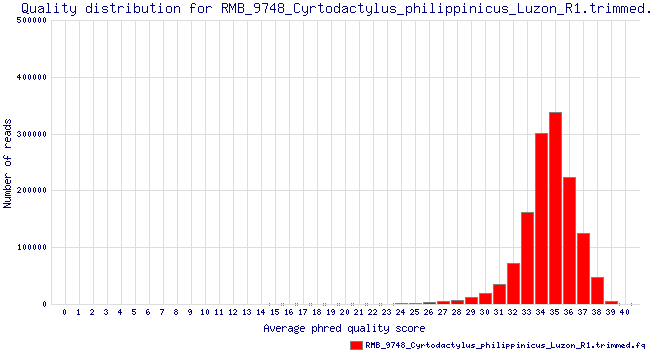 Quality distribution for RMB_9748_Cyrtodactylus_philippinicus_Luzon_R1.trimmed.
500000
400000
300000
200000
100000
0
Number of reads
0 1 2 3 4 5 6 7 8 9 10 11 12 13 14 15 16 17 18 19 20 21 22 23 24 25 26 27 28 29 30 31 32 33 34 35 36 37 38 39 40
Average phred quality score
RMB_9748_Cyrtodactylus_philippinicus_Luzon_R1.trimmed.fq